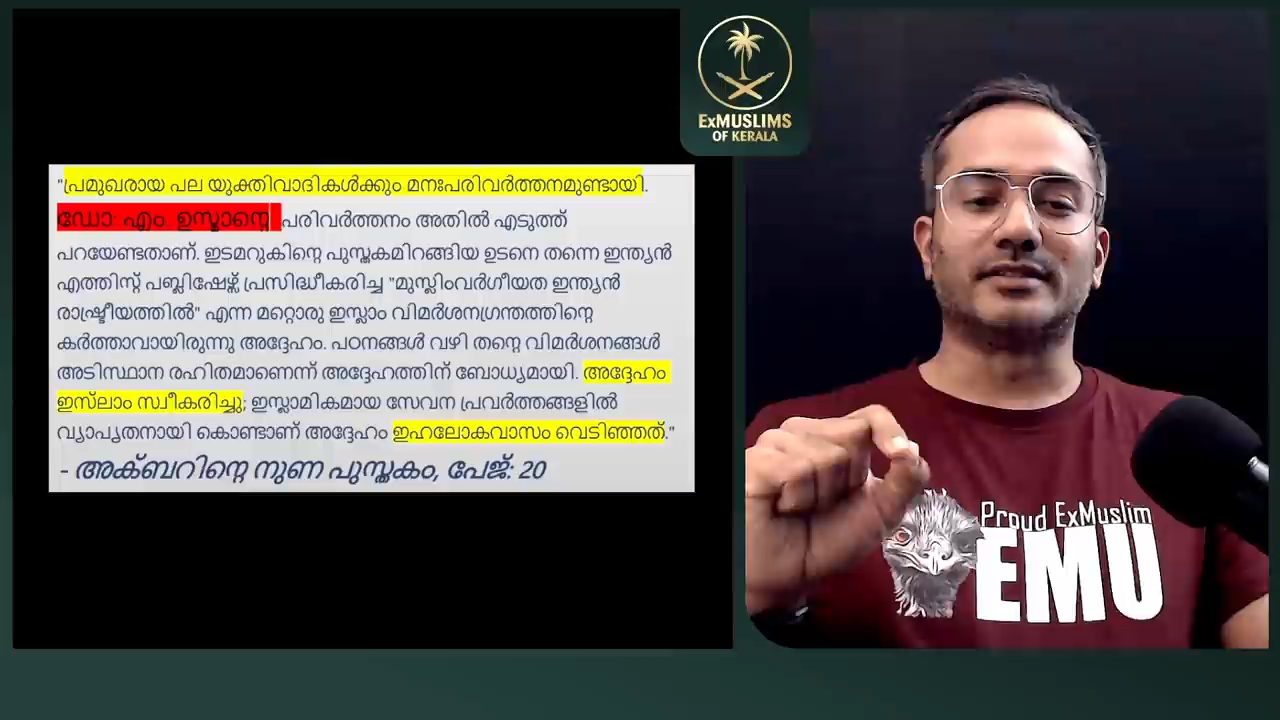 ExMUSLIMS
OF KERALA
"പ്രമുഖരായ പല യുക്തിവാദികൾക്കും മനഃപരിവർത്തനമുണ്ടായി.
ഡോ: എം. ഉസ്മാന്റെ പരിവർത്തനം അതിൽ എടുത്ത്
പറയേണ്ടതാണ്. ഇടമറുകിന്റെ പുസ്തകമിറങ്ങിയ ഉടനെ തന്നെ ഇന്ത്യൻ
എത്തിസ്റ്റ് പബ്ലിഷേഴ്സ് പ്രസിദ്ധീകരിച്ച "മുസ്ലിംവർഗീയത ഇന്ത്യൻ
രാഷ്ട്രീയത്തിൽ" എന്ന മറ്റൊരു ഇസ്ലാം വിമർശനഗ്രന്തത്തിന്റെ
കർത്താവായിരുന്നു അദ്ദേഹം. പഠനങ്ങൾ വഴി തന്റെ വിമർശനങ്ങൾ
അടിസ്ഥാന രഹിതമാണെന്ന് അദ്ദേഹത്തിന് ബോധ്യമായി. അദ്ദേഹം
ഇസ്‌ലാം സ്വീകരിച്ചു; ഇസ്ലാമികമായ സേവന പ്രവർത്തങ്ങളിൽ
വ്യാപൃതനായി കൊണ്ടാണ് അദ്ദേഹം ഇഹലോകവാസം വെടിഞ്ഞത്."
- അക്ബറിന്റെ നുണ പുസ്തകം, പേജ്: 20
Proud ExMuslim
EMU